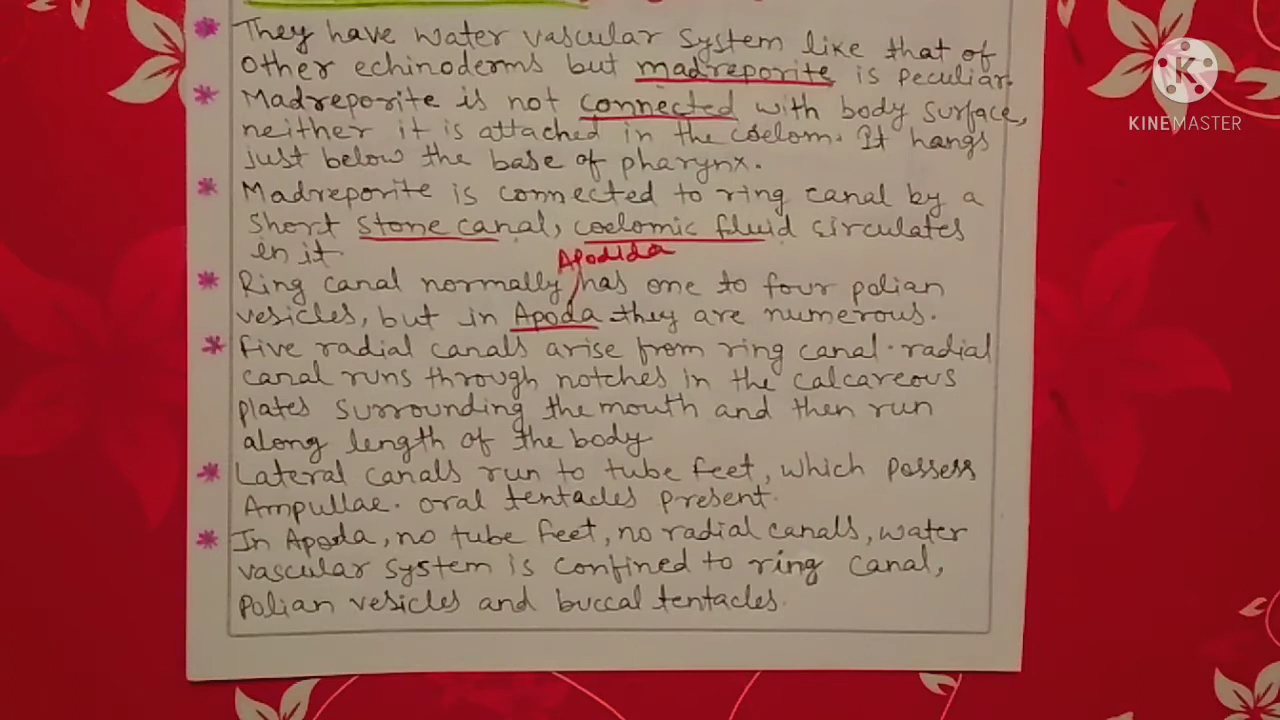 * They have water vascular system like that of
other echinoderms but madreporite is peculiar.
* Madreporite is not connected with body surface,
neither it is attached in the coelom. It hangs
just below the base of pharynx.
* Madreporite is connected to ring canal by a
short stone canal, coelomic fluid circulates
in it.
Apodida
* Ring canal normally has one to four polian
vesicles, but in Apoda they are numerous.
* Five radial canals arise from ring canal. radial
canal runs through notches in the calcareous
plates surrounding the mouth and then run
along length of the body
* Lateral canals run to tube feet, which possess
Ampullae. oral tentacles present.
* In Apoda, no tube feet, no radial canals, water
vascular system is confined to ring canal,
polian vesicles and buccal tentacles.
K
KINEMASTER